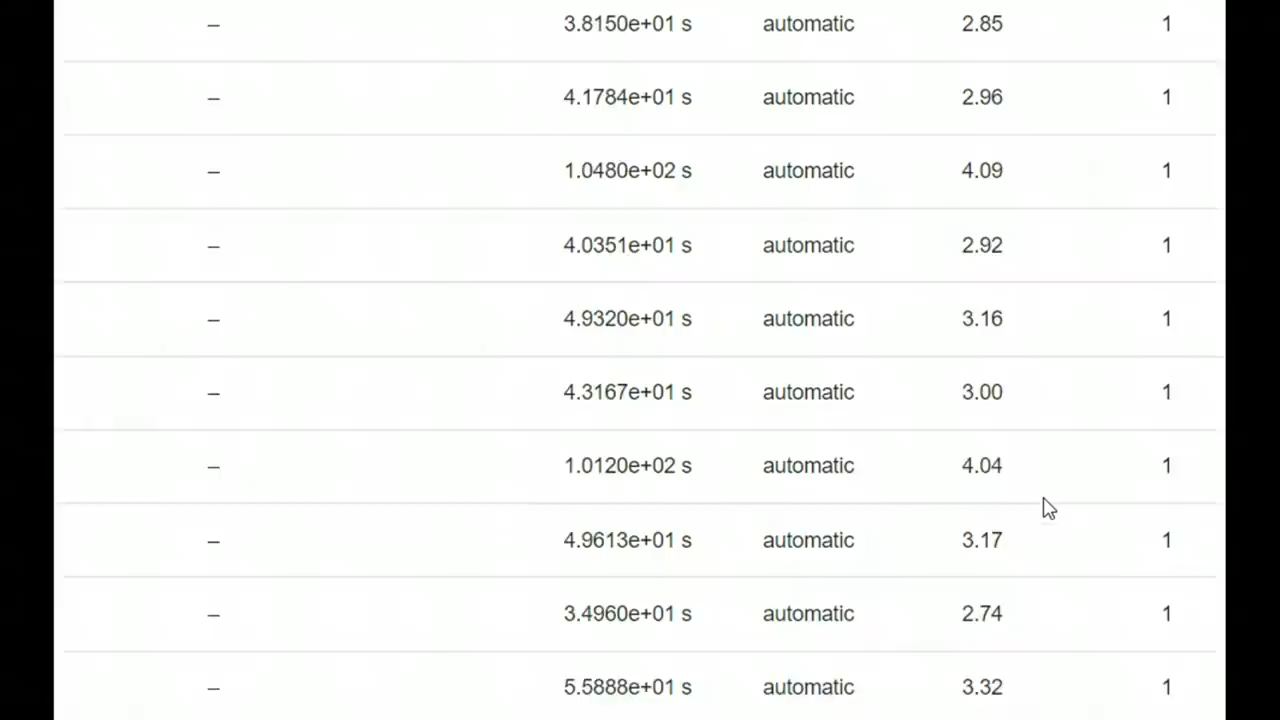 – 3.8150e+01 s automatic 2.85 1
– 4.1784e+01 s automatic 2.96 1
– 1.0480e+02 s automatic 4.09 1
– 4.0351e+01 s automatic 2.92 1
– 4.9320e+01 s automatic 3.16 1
– 4.3167e+01 s automatic 3.00 1
– 1.0120e+02 s automatic 4.04 1
– 4.9613e+01 s automatic 3.17 1
– 3.4960e+01 s automatic 2.74 1
– 5.5888e+01 s automatic 3.32 1